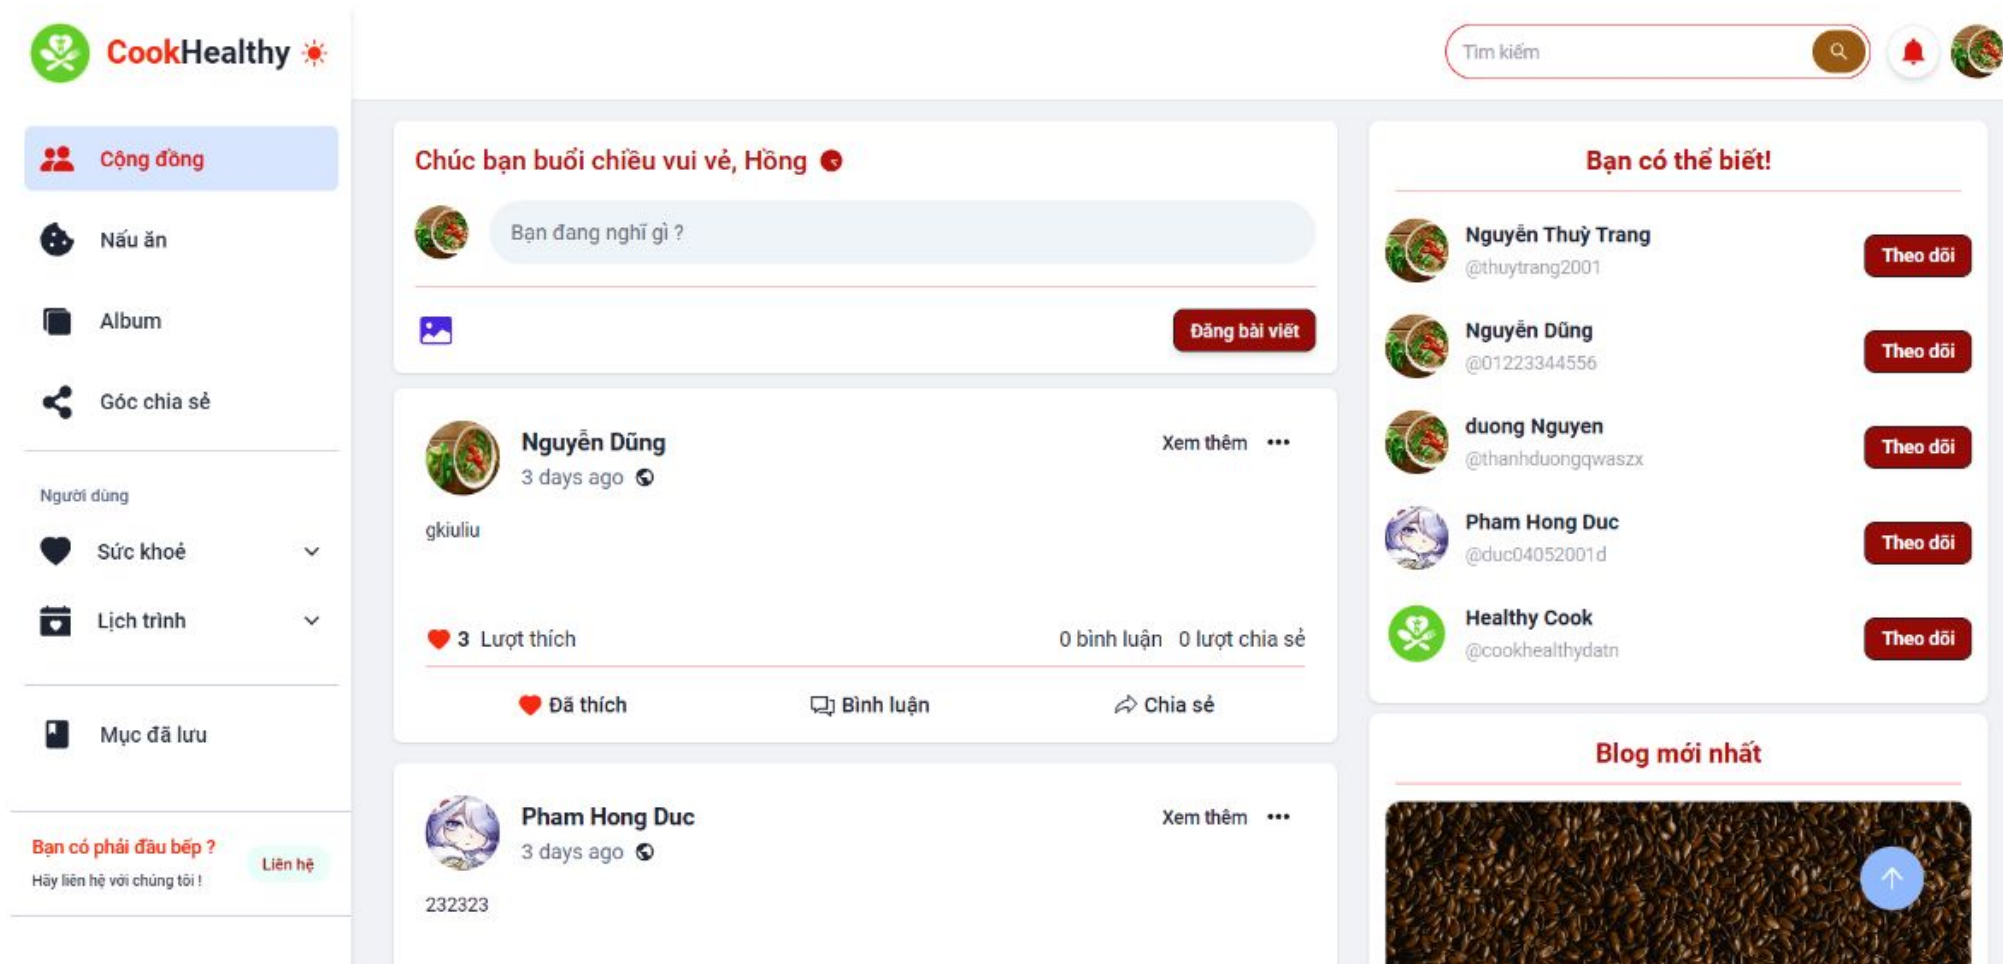 CookHealthy
Tìm kiếm
Cộng đồng
Nấu ăn
Album
Góc chia sẻ
Người dùng
Sức khoẻ
Lịch trình
Mục đã lưu
Bạn có phải đầu bếp ?
Hãy liên hệ với chúng tôi !
Liên hệ
Chúc bạn buổi chiều vui vẻ, Hồng
Bạn đang nghĩ gì ?
Đăng bài viết
Nguyễn Dũng
3 days ago
Xem thêm
gkiuliu
3 Lượt thích
0 bình luận 0 lượt chia sẻ
Đã thích
Bình luận
Chia sẻ
Pham Hong Duc
3 days ago
Xem thêm
232323
Bạn có thể biết!
Nguyễn Thuỳ Trang
@thuytrang2001
Theo dõi
Nguyễn Dũng
@01223344556
Theo dõi
duong Nguyen
@thanhduongqwaszx
Theo dõi
Pham Hong Duc
@duc04052001d
Theo dõi
Healthy Cook
@cookhealthydatn
Theo dõi
Blog mới nhất